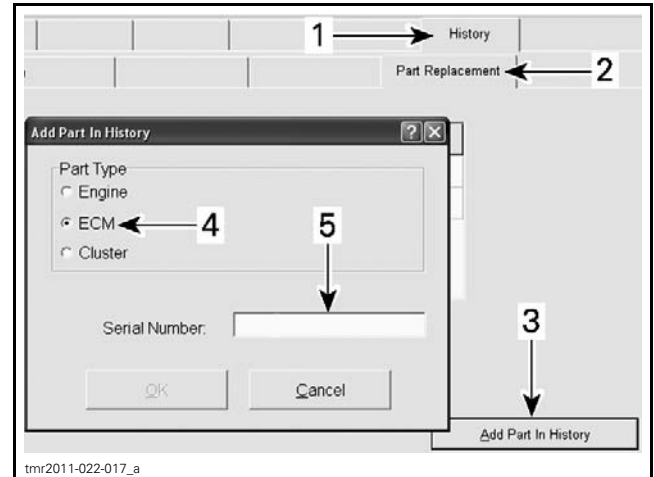 1 History
Part Replacement 2
Add Part In History
Part Type
Engine
ECM 4
5
Cluster
3
Serial Number:
OK Cancel
Add Part In History
tmr2011-022-017_a